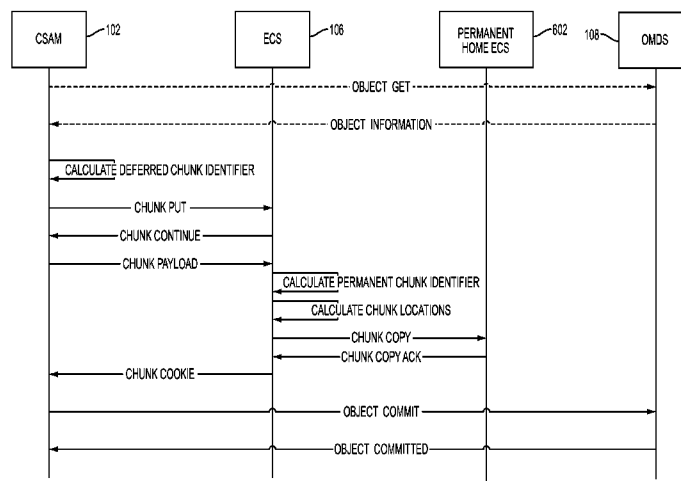 CSAM
102
ECS
106
PERMANENT
HOME ECS
602
108
OMDS
OBJECT GET
OBJECT INFORMATION
CALCULATE DEFERRED CHUNK IDENTIFIER
CHUNK PUT
CHUNK CONTINUE
CHUNK PAYLOAD
CALCULATE PERMANENT CHUNK IDENTIFIER
CALCULATE CHUNK LOCATIONS
CHUNK COPY
CHUNK COPY ACK
CHUNK COOKIE
OBJECT COMMIT
OBJECT COMMITTED